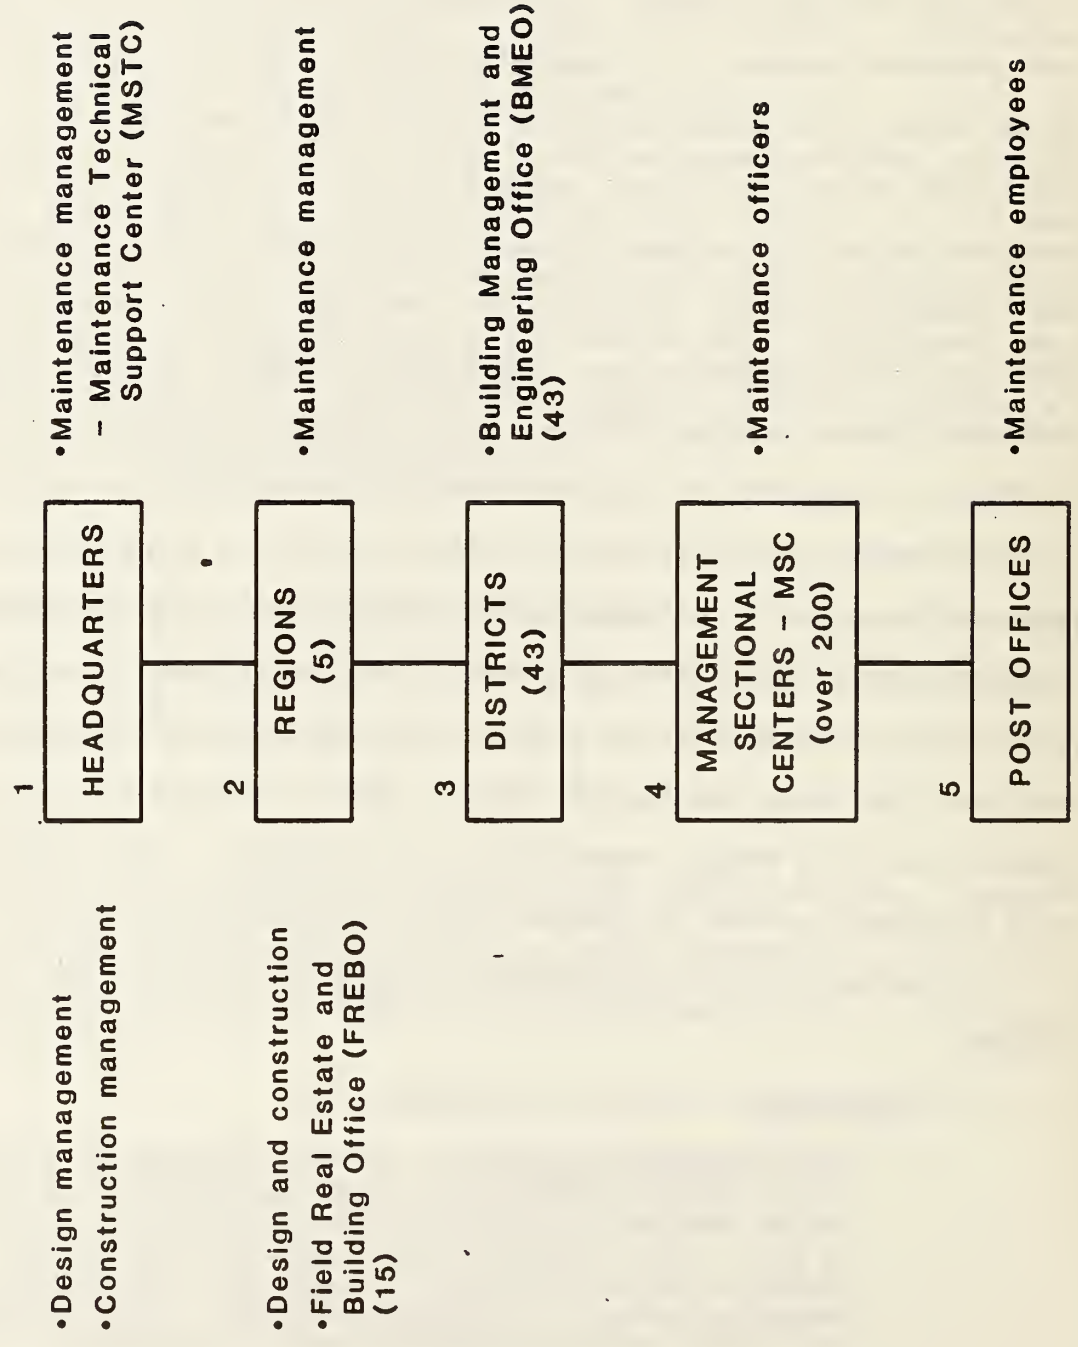 1
HEADQUARTERS
•Design management
•Construction management
•Maintenance management
– Maintenance Technical
Support Center (MSTC)
2
REGIONS
(5)
•Design and construction
•Field Real Estate and
Building Office (FREBO)
(15)
•Maintenance management
3
DISTRICTS
(43)
•Building Management and
Engineering Office (BMEO)
(43)
4
MANAGEMENT
SECTIONAL
CENTERS – MSC
(over 200)
•Maintenance officers
5
POST OFFICES
•Maintenance employees